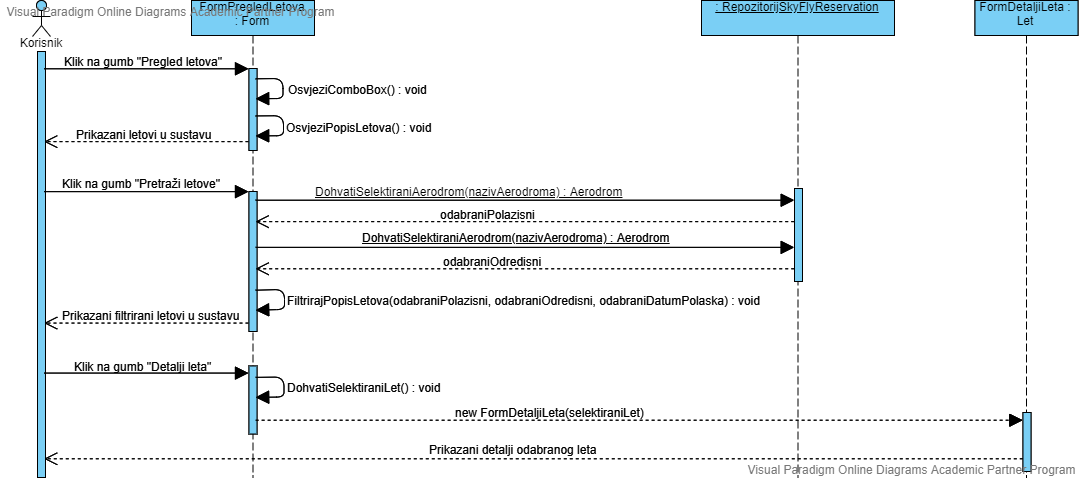 Visual Paradigm Online Diagrams Academic Partner Program
FormPregledLetova
: Form
: RepozitorijSkyFlyReservation
FormDetaljiLeta :
Let
Korisnik
Klik na gumb "Pregled letova"
OsvjeziComboBox() : void
OsvjeziPopisLetova() : void
Prikazani letovi u sustavu
Klik na gumb "Pretraži letove"
DohvatiSelektiraniAerodrom(nazivAerodroma) : Aerodrom
odabraniPolazisni
DohvatiSelektiraniAerodrom(nazivAerodroma) : Aerodrom
odabraniOdredisni
FiltrirajPopisLetova(odabraniPolazisni, odabraniOdredisni, odabraniDatumPolaska) : void
Prikazani filtrirani letovi u sustavu
Klik na gumb "Detalji leta"
DohvatiSelektiraniLet() : void
new FormDetaljiLeta(selektiraniLet)
Prikazani detalji odabranog leta
Visual Paradigm Online Diagrams Academic Partner Program